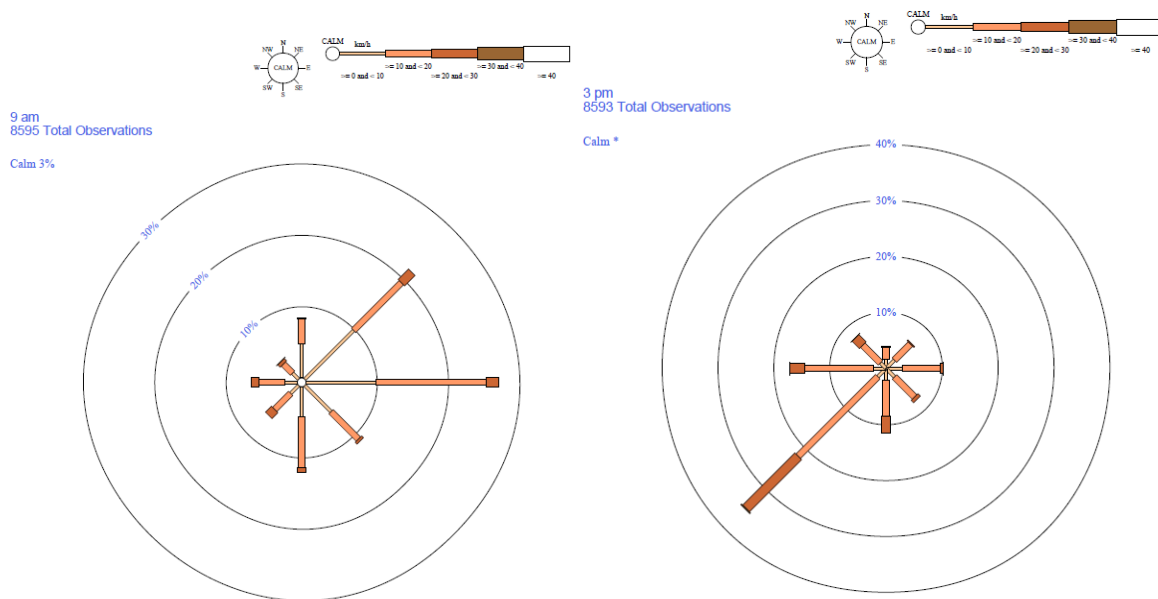 N
NW NE
W CALM E
SW SE
S
CALM
km/h
>= 10 and < 20 >= 30 and < 40
>= 0 and < 10 >= 20 and < 30 >= 40
9 am
8595 Total Observations
Calm 3%
30%
20%
10%
N
NW NE
W CALM E
SW SE
S
CALM
km/h
>= 10 and < 20 >= 30 and < 40
>= 0 and < 10 >= 20 and < 30 >= 40
3 pm
8593 Total Observations
Calm *
40%
30%
20%
10%